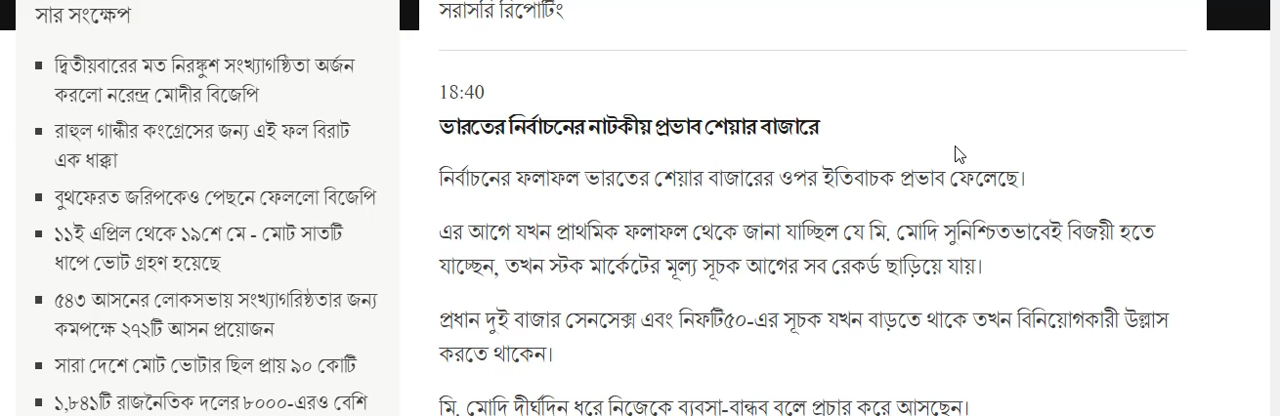 সার সংক্ষেপ
দ্বিতীয়বারের মত নিরঙ্কুশ সংখ্যাগষ্ঠিতা অর্জন
করলো নরেন্দ্র মোদীর বিজেপি
রাহুল গান্ধীর কংগ্রেসের জন্য এই ফল বিরাট
এক ধাক্কা
বুথফেরত জরিপকেও পেছনে ফেললো বিজেপি
১১ই এপ্রিল থেকে ১৯শে মে - মোট সাতটি
ধাপে ভোট গ্রহণ হয়েছে
৫৪৩ আসনের লোকসভায় সংখ্যাগরিষ্ঠতার জন্য
কমপক্ষে ২৭২টি আসন প্রয়োজন
সারা দেশে মোট ভোটার ছিল প্রায় ৯০ কোটি
১,৮৪১টি রাজনৈতিক দলের ৮০০০-এরও বেশি
সরাসরি রিপোর্টিং
18:40
ভারতের নির্বাচনের নাটকীয় প্রভাব শেয়ার বাজারে
নির্বাচনের ফলাফল ভারতের শেয়ার বাজারের ওপর ইতিবাচক প্রভাব ফেলেছে।
এর আগে যখন প্রাথমিক ফলাফল থেকে জানা যাচ্ছিল যে মি. মোদি সুনিশ্চিতভাবেই বিজয়ী হতে
যাচ্ছেন, তখন স্টক মার্কেটের মূল্য সূচক আগের সব রেকর্ড ছাড়িয়ে যায়।
প্রধান দুই বাজার সেনসেক্স এবং নিফটি৫০-এর সূচক যখন বাড়তে থাকে তখন বিনিয়োগকারী উল্লাস
করতে থাকেন।
মি. মোদি দীর্ঘদিন ধরে নিজেকে ব্যবসা-বান্ধব বলে প্রচার করে আসছেন।